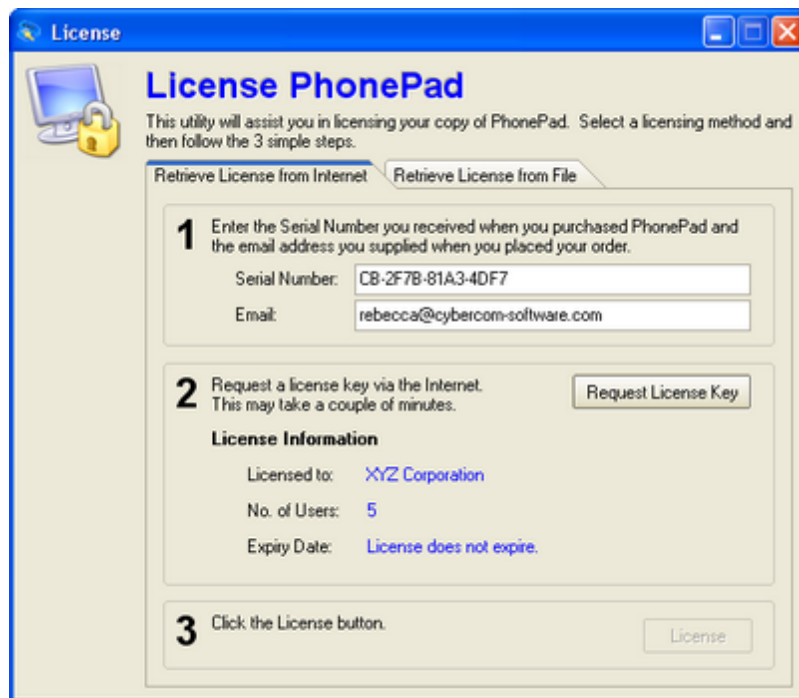 License
License PhonePad
This utility will assist you in licensing your copy of PhonePad. Select a licensing method and
then follow the 3 simple steps.
Retrieve License from Internet Retrieve License from File
1 Enter the Serial Number you received when you purchased PhonePad and
the email address you supplied when you placed your order.
Serial Number: CB-2F7B-81A3-4DF7
Email: rebecca@cybercom-software.com
2 Request a license key via the Internet.
This may take a couple of minutes.
Request License Key
License Information
Licensed to: XYZ Corporation
No. of Users: 5
Expiry Date: License does not expire.
3 Click the License button.
License